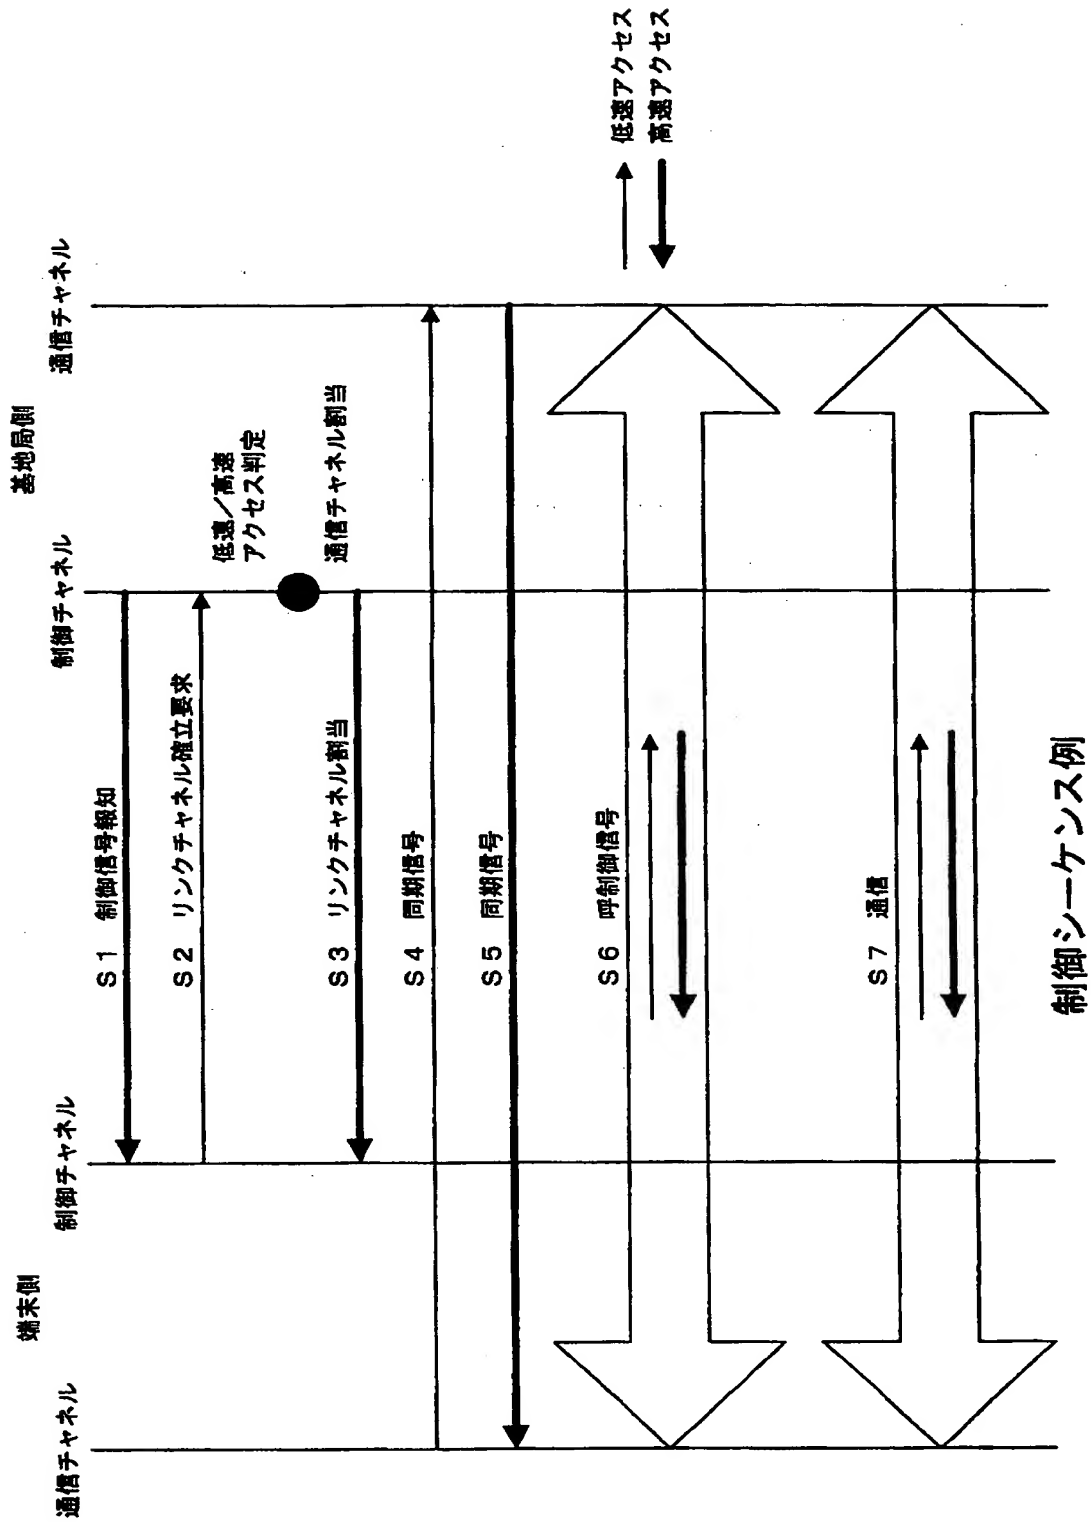 端末側
基地局側
通信チャネル
制御チャネル
制御チャネル
通信チャネル
S1 制御信号報知
S2 リンクチャネル確立要求
低速／高速
アクセス判定
S3 リンクチャネル割当
通信チャネル割当
S4 同期信号
S5 同期信号
S6 呼制御信号
低速アクセス
高速アクセス
S7 通信
制御シーケンス例